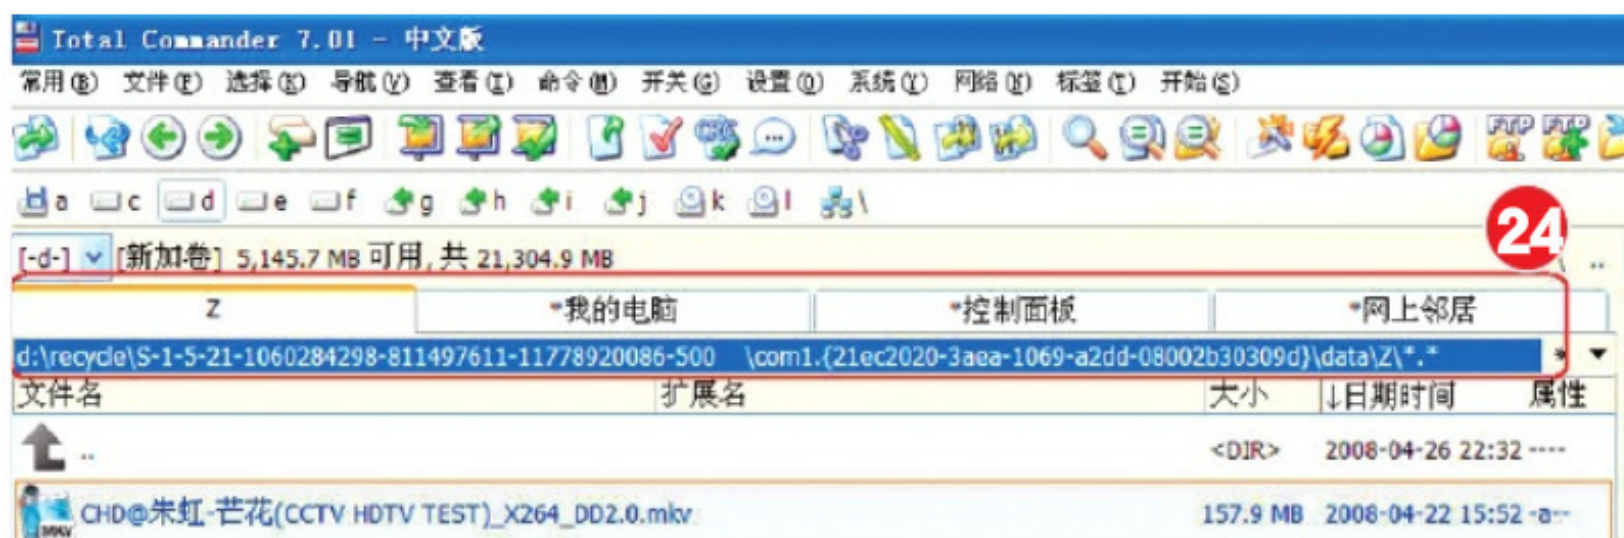 Total Commander 7.01 - 中文版
常用(B) 文件(F) 选择(K) 导航(V) 查看(I) 命令(M) 开关(G) 设置(O) 系统(Y) 网络(N) 标签(T) 开始(S)
a c d e f g h i j k l \
24
[-d-] [新加卷] 5,145.7 MB 可用, 共 21,304.9 MB \ ..
Z *我的电脑 *控制面板 *网上邻居
d:\recycle\S-1-5-21-1060284298-811497611-11778920086-500 \com1.{21ec2020-3aea-1069-a2dd-08002b30309d}\data\Z\*.* * ▼
文件名 扩展名 大小 ↓日期时间 属性
.. <DIR> 2008-04-26 22:32 ----
CHD@朱虹-芒花(CCTV HDTV TEST)_X264_DD2.0.mkv 157.9 MB 2008-04-22 15:52 -a--